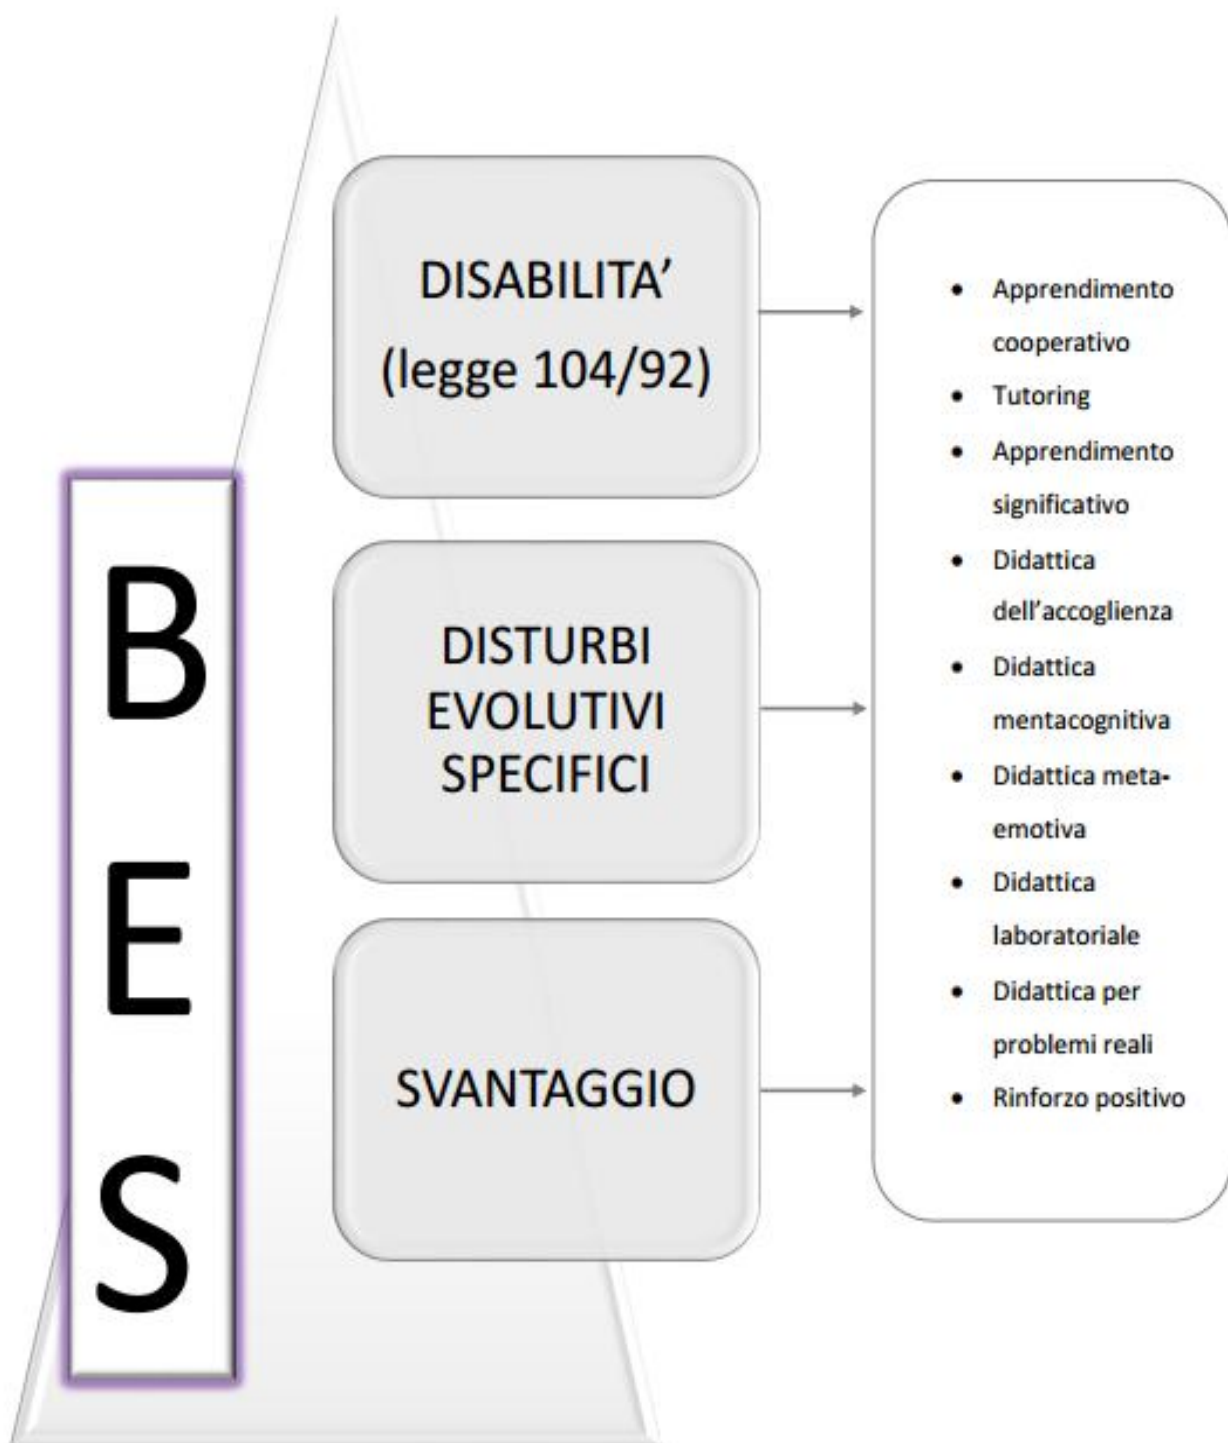 B
E
S
DISABILITA’
(legge 104/92)
DISTURBI
EVOLUTIVI
SPECIFICI
SVANTAGGIO
• Apprendimento
cooperativo
• Tutoring
• Apprendimento
significativo
• Didattica
dell’accoglienza
• Didattica
mentacognitiva
• Didattica meta-
emotiva
• Didattica
laboratoriale
• Didattica per
problemi reali
• Rinforzo positivo